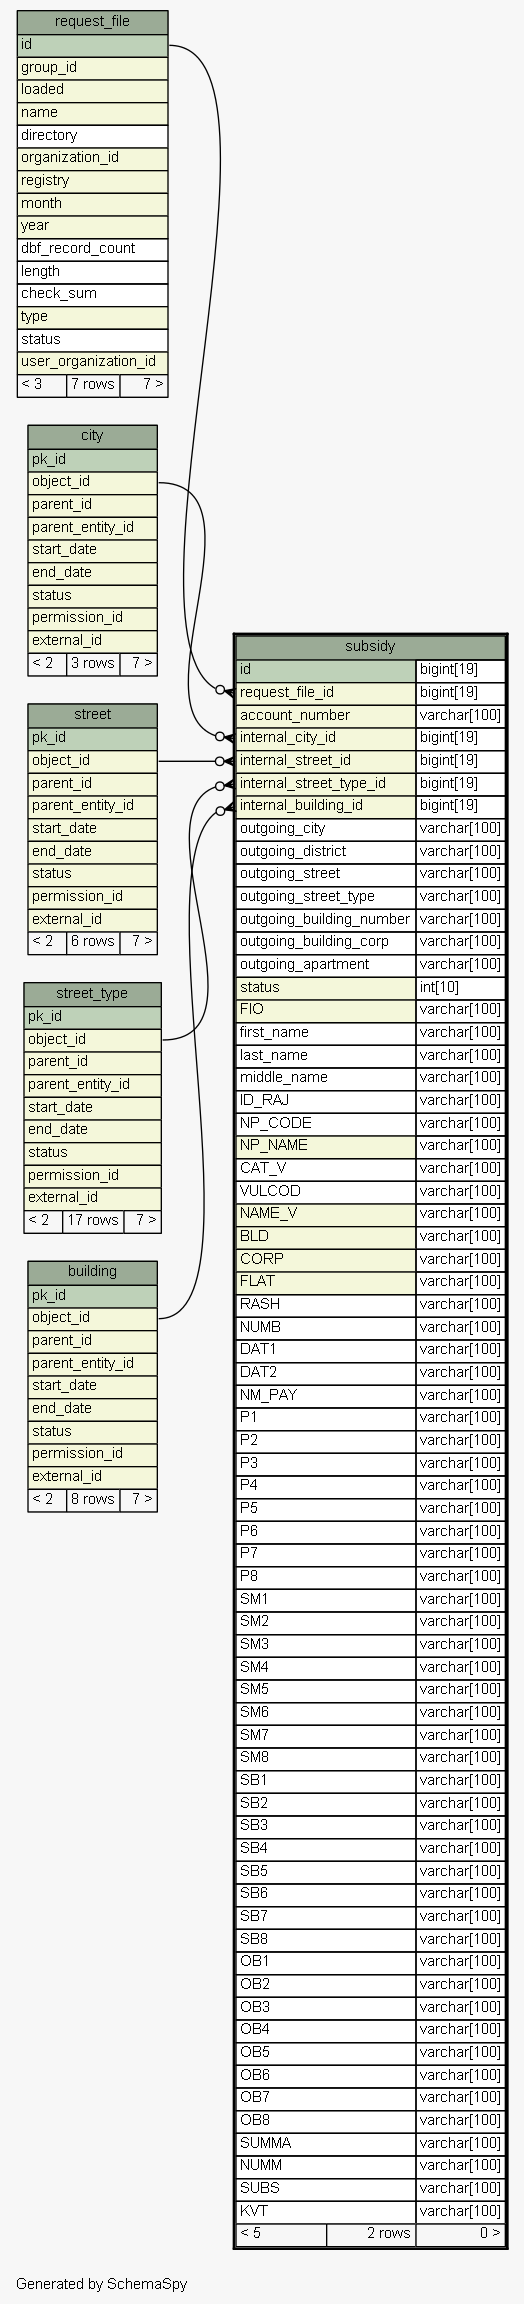 request_file
id
group_id
loaded
name
directory
organization_id
registry
month
year
dbf_record_count
length
check_sum
type
status
user_organization_id
< 3 7 rows 7 >
city
pk_id
object_id
parent_id
parent_entity_id
start_date
end_date
status
permission_id
external_id
< 2 3 rows 7 >
street
pk_id
object_id
parent_id
parent_entity_id
start_date
end_date
status
permission_id
external_id
< 2 6 rows 7 >
street_type
pk_id
object_id
parent_id
parent_entity_id
start_date
end_date
status
permission_id
external_id
< 2 17 rows 7 >
building
pk_id
object_id
parent_id
parent_entity_id
start_date
end_date
status
permission_id
external_id
< 2 8 rows 7 >
subsidy
id bigint[19]
request_file_id bigint[19]
account_number varchar[100]
internal_city_id bigint[19]
internal_street_id bigint[19]
internal_street_type_id bigint[19]
internal_building_id bigint[19]
outgoing_city varchar[100]
outgoing_district varchar[100]
outgoing_street varchar[100]
outgoing_street_type varchar[100]
outgoing_building_number varchar[100]
outgoing_building_corp varchar[100]
outgoing_apartment varchar[100]
status int[10]
FIO varchar[100]
first_name varchar[100]
last_name varchar[100]
middle_name varchar[100]
ID_RAJ varchar[100]
NP_CODE varchar[100]
NP_NAME varchar[100]
CAT_V varchar[100]
VULCOD varchar[100]
NAME_V varchar[100]
BLD varchar[100]
CORP varchar[100]
FLAT varchar[100]
RASH varchar[100]
NUMB varchar[100]
DAT1 varchar[100]
DAT2 varchar[100]
NM_PAY varchar[100]
P1 varchar[100]
P2 varchar[100]
P3 varchar[100]
P4 varchar[100]
P5 varchar[100]
P6 varchar[100]
P7 varchar[100]
P8 varchar[100]
SM1 varchar[100]
SM2 varchar[100]
SM3 varchar[100]
SM4 varchar[100]
SM5 varchar[100]
SM6 varchar[100]
SM7 varchar[100]
SM8 varchar[100]
SB1 varchar[100]
SB2 varchar[100]
SB3 varchar[100]
SB4 varchar[100]
SB5 varchar[100]
SB6 varchar[100]
SB7 varchar[100]
SB8 varchar[100]
OB1 varchar[100]
OB2 varchar[100]
OB3 varchar[100]
OB4 varchar[100]
OB5 varchar[100]
OB6 varchar[100]
OB7 varchar[100]
OB8 varchar[100]
SUMMA varchar[100]
NUMM varchar[100]
SUBS varchar[100]
KVT varchar[100]
< 5 2 rows 0 >
Generated by SchemaSpy